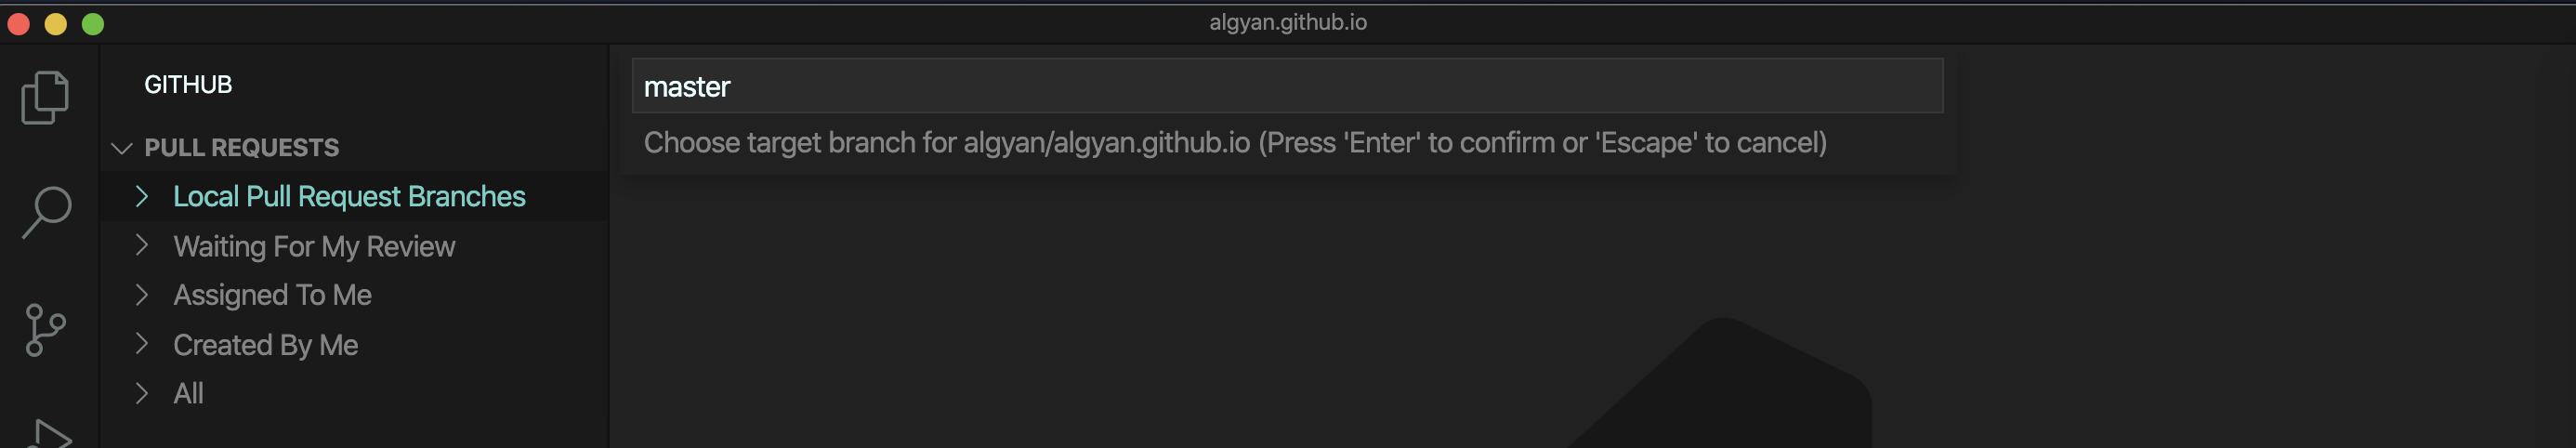 algyan.github.io
GITHUB
PULL REQUESTS
Local Pull Request Branches
Waiting For My Review
Assigned To Me
Created By Me
All
master
Choose target branch for algyan/algyan.github.io (Press 'Enter' to confirm or 'Escape' to cancel)